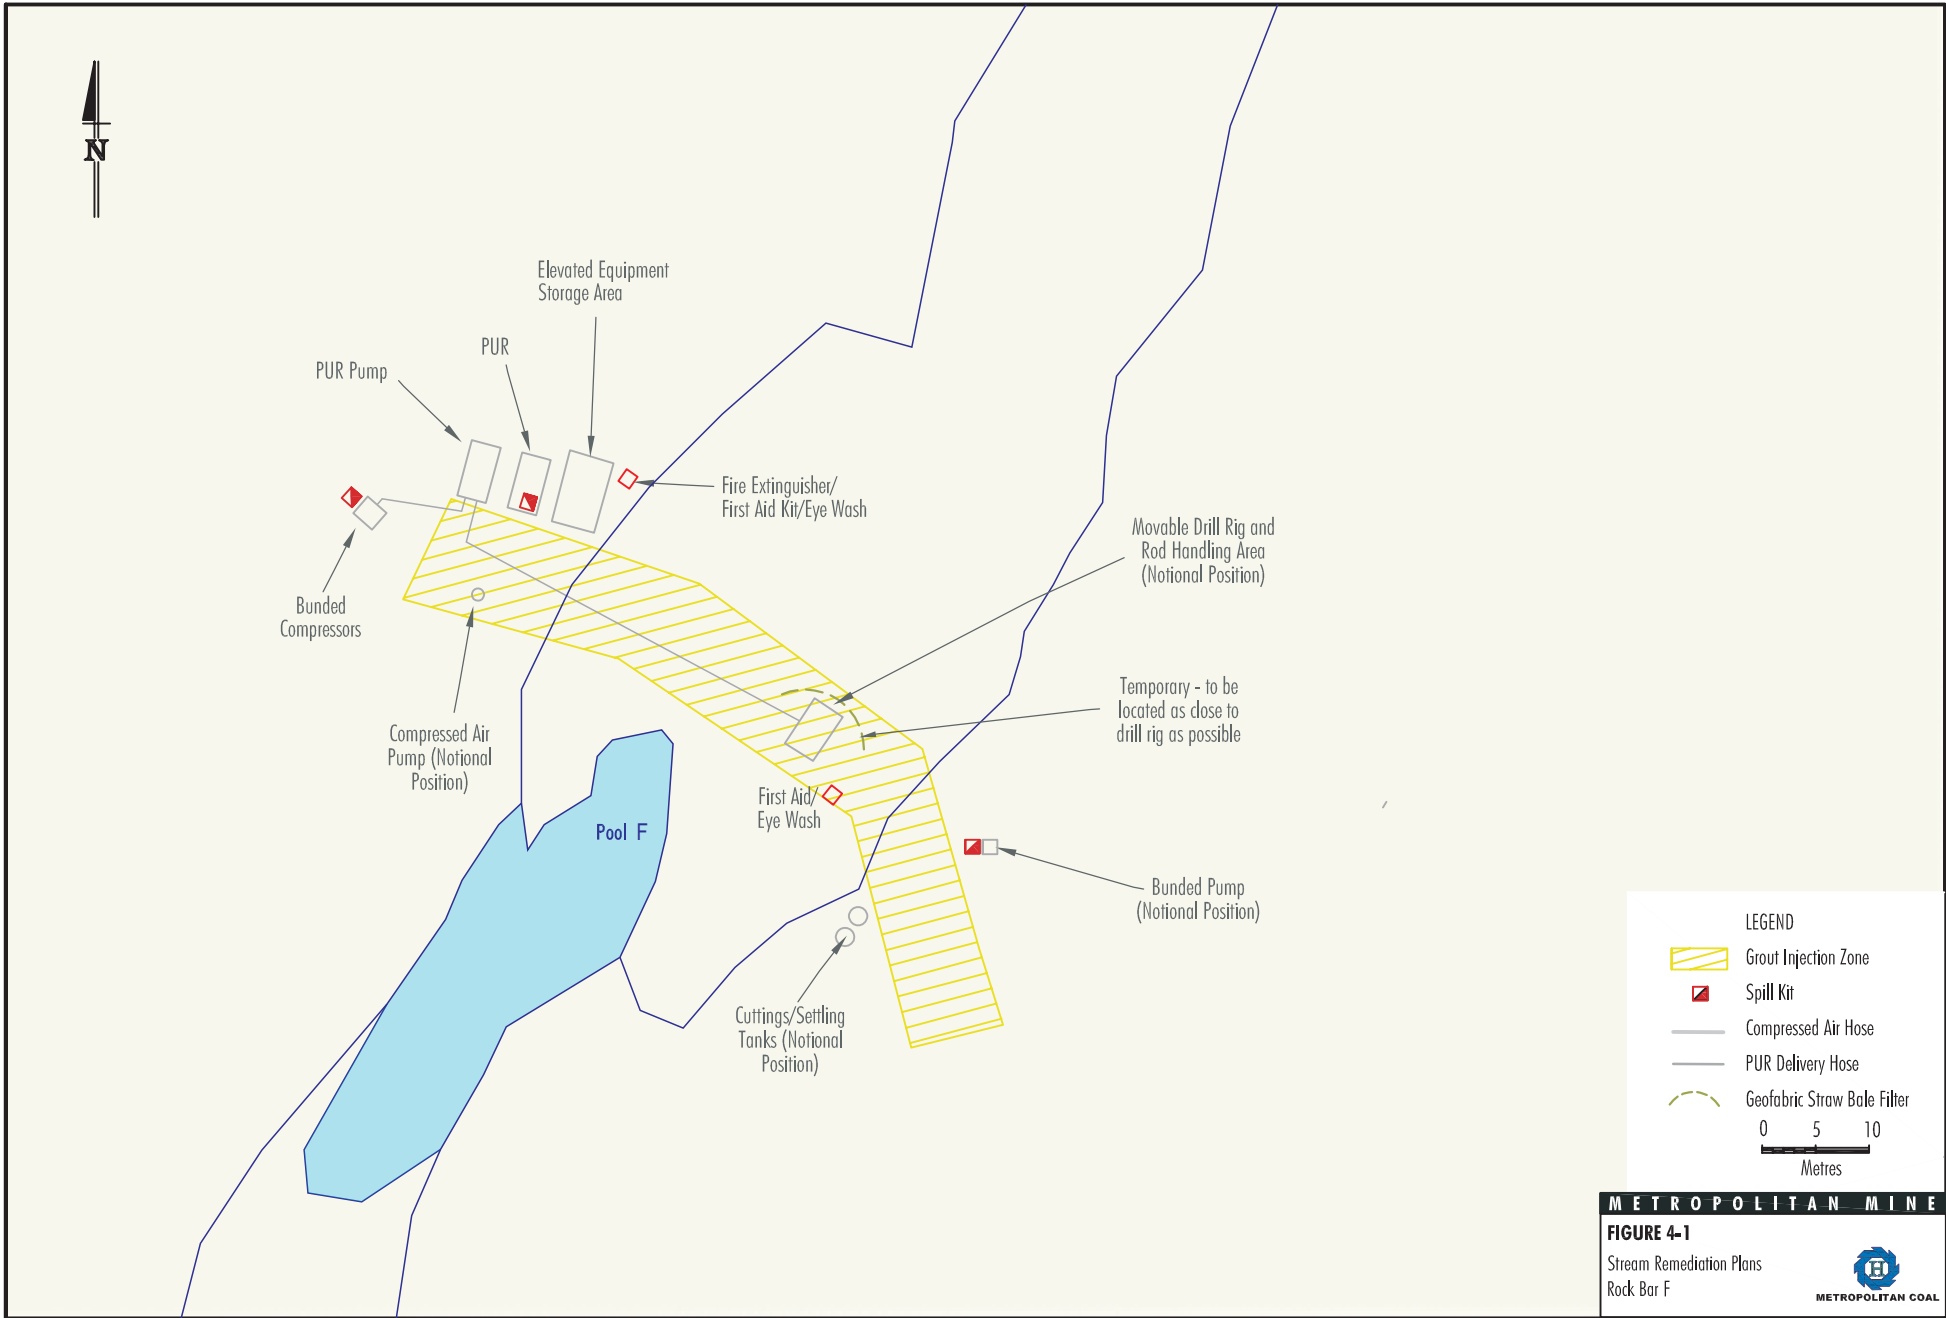 N
Elevated Equipment
Storage Area
PUR
PUR Pump
Fire Extinguisher/
First Aid Kit/Eye Wash
Movable Drill Rig and
Rod Handling Area
(Notional Position)
Bunded
Compressors
Temporary - to be
located as close to
drill rig as possible
Compressed Air
Pump (Notional
Position)
First Aid/
Eye Wash
Pool F
Bunded Pump
(Notional Position)
Cuttings/Settling
Tanks (Notional
Position)
LEGEND
Grout Injection Zone
Spill Kit
Compressed Air Hose
PUR Delivery Hose
Geofabric Straw Bale Filter
0 5 10
Metres
METROPOLITAN MINE
FIGURE 4-1
Stream Remediation Plans
Rock Bar F
H
METROPOLITAN COAL